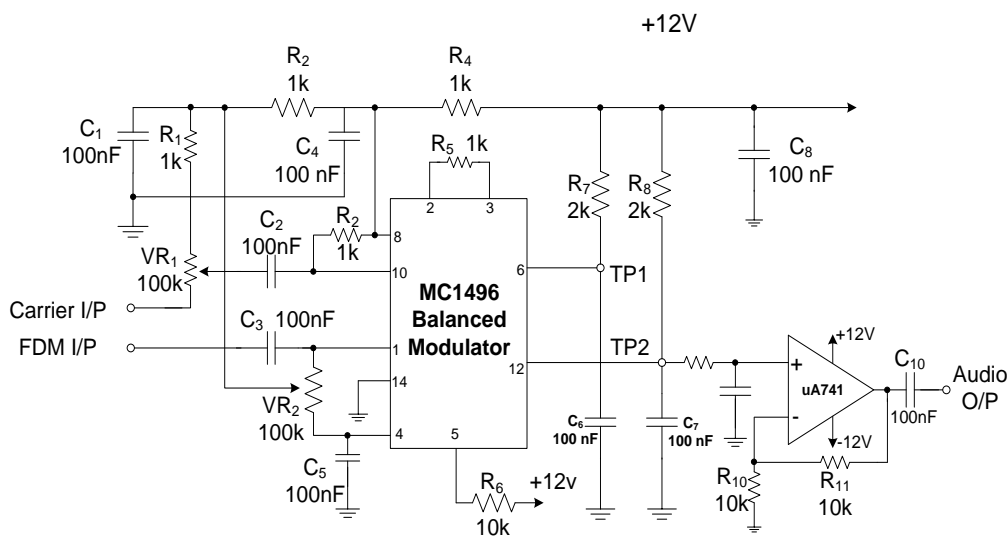 +12V
R2
1k
R4
1k
C1
100nF
R1
1k
C4
100 nF
R5 1k
2
3
C8
100 nF
R7
2k
R8
2k
C2
100nF
R2
1k
8
10
6
TP1
VR1
100k
MC1496
Balanced
Modulator
Carrier I/P
FDM I/P
C3 100nF
1
TP2
12
14
VR2
100k
4
5
C5
100nF
R6
10k
+12v
C6
100 nF
C7
100 nF
+
-
uA741
+12V
-12V
C10
100nF
Audio
O/P
R10
10k
R11
10k